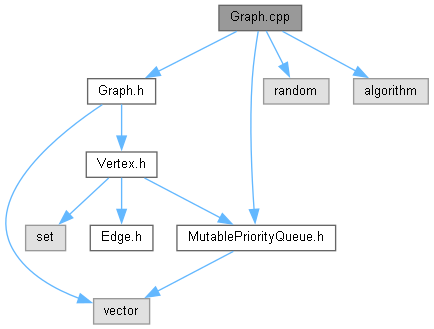 Graph.cpp
Graph.h
random
algorithm
Vertex.h
set
Edge.h
MutablePriorityQueue.h
vector